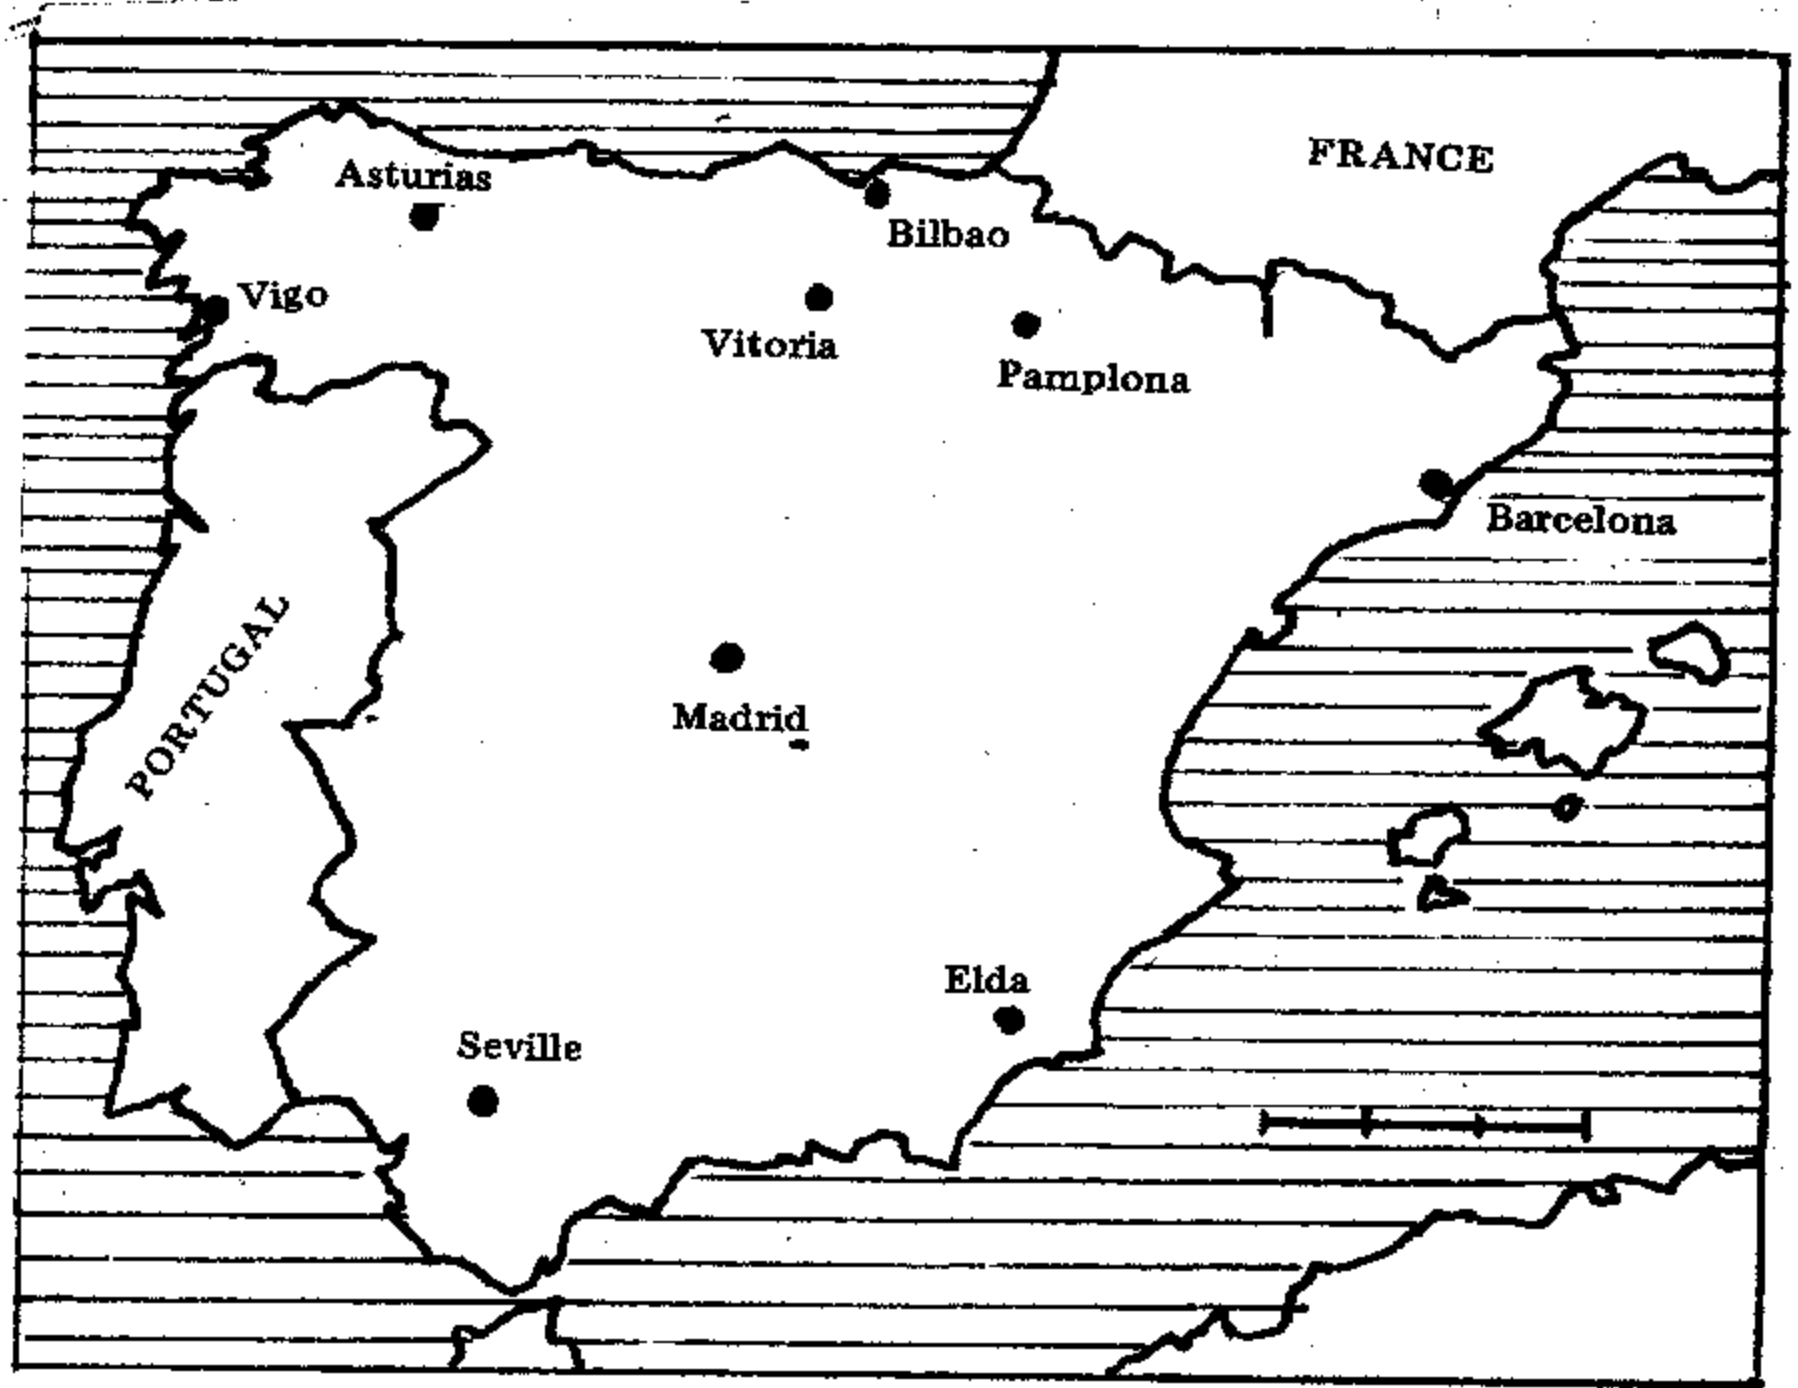 FRANCE
Asturias
Bilbao
Vigo
Vitoria
Pamplona
Barcelona
PORTUGAL
Madrid
Elda
Seville